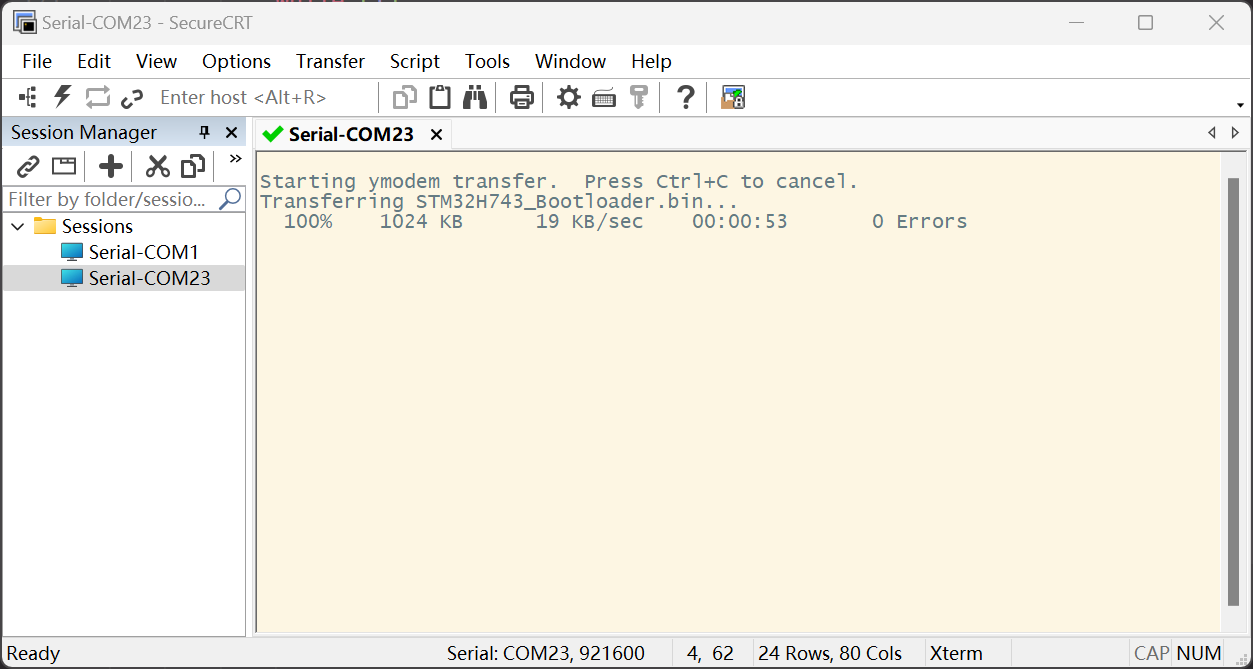 Serial-COM23 - SecureCRT
File Edit View Options Transfer Script Tools Window Help
Enter host <Alt+R>
Session Manager
Serial-COM23
Filter by folder/sessio...
Sessions
Serial-COM1
Serial-COM23
Starting ymodem transfer.  Press Ctrl+C to cancel.
Transferring STM32H743_Bootloader.bin...
  100%    1024 KB      19 KB/sec    00:00:53       0 Errors
Ready Serial: COM23, 921600 4, 62 24 Rows, 80 Cols Xterm CAP NUM